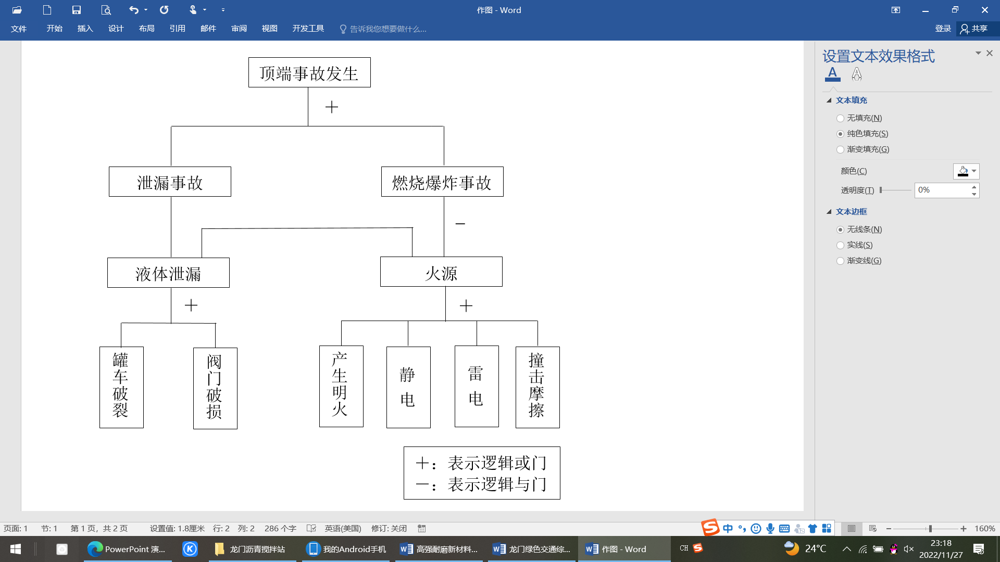 作图 - Word
文件 开始 插入 设计 布局 引用 邮件 审阅 视图 开发工具 告诉我您想要做什么... 登录 共享
顶端事故发生
＋
泄漏事故 燃烧爆炸事故
－
液体泄漏 火源
＋ ＋
罐车破裂 阀门破损 产生明火 静电 雷电 撞击摩擦
＋：表示逻辑或门
－：表示逻辑与门
设置文本效果格式
文本填充
无填充(N)
纯色填充(S)
渐变填充(G)
颜色(C)
透明度(T) 0%
文本边框
无线条(N)
实线(S)
渐变线(G)
页面: 1 节: 1 第 1 页，共 2 页 设置值: 1.8厘米 行: 2 列: 2 286 个字 英语(美国) 修订: 关闭 中 160%
PowerPoint 演... 龙门沥青搅拌站 我的Android手机 高强耐磨新材料... 龙门绿色交通综... 作图 - Word CH 24°C 23:18
2022/11/27